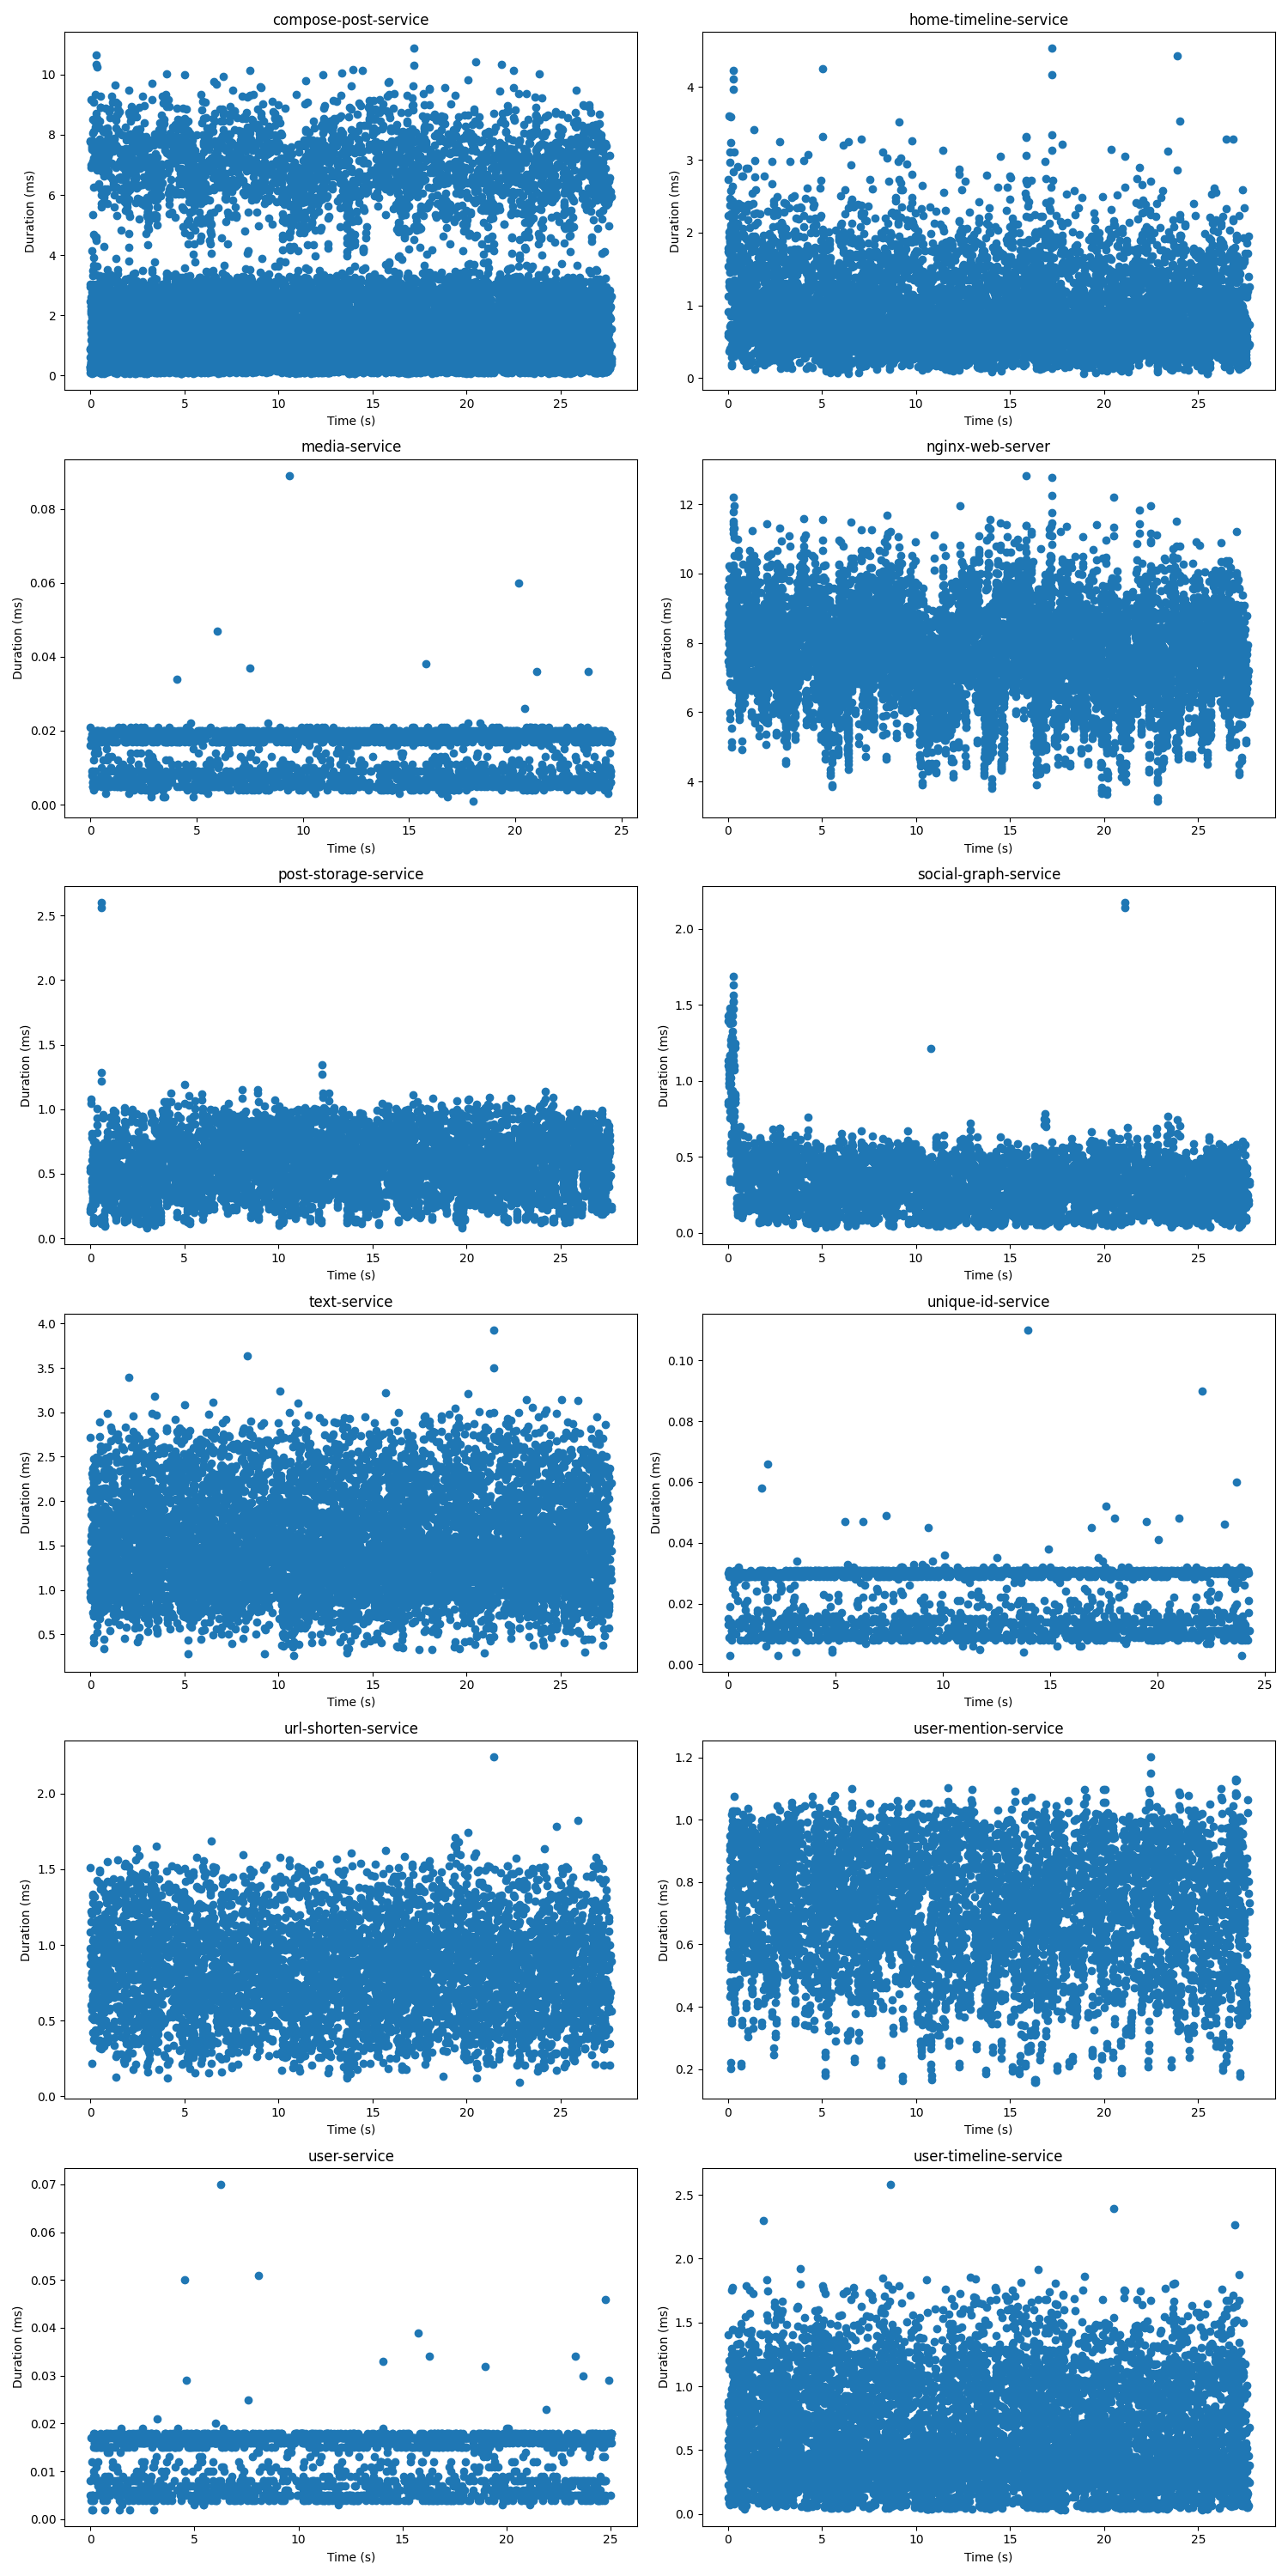 compose-post-service
10
8
6
4
2
0
Duration (ms)
0 5 10 15 20 25
Time (s)
home-timeline-service
4
3
2
1
0
Duration (ms)
0 5 10 15 20 25
Time (s)
media-service
0.08
0.06
0.04
0.02
0.00
Duration (ms)
0 5 10 15 20 25
Time (s)
nginx-web-server
12
10
8
6
4
Duration (ms)
0 5 10 15 20 25
Time (s)
post-storage-service
2.5
2.0
1.5
1.0
0.5
0.0
Duration (ms)
0 5 10 15 20 25
Time (s)
social-graph-service
2.0
1.5
1.0
0.5
0.0
Duration (ms)
0 5 10 15 20 25
Time (s)
text-service
4.0
3.5
3.0
2.5
2.0
1.5
1.0
0.5
Duration (ms)
0 5 10 15 20 25
Time (s)
unique-id-service
0.10
0.08
0.06
0.04
0.02
0.00
Duration (ms)
0 5 10 15 20 25
Time (s)
url-shorten-service
2.0
1.5
1.0
0.5
0.0
Duration (ms)
0 5 10 15 20 25
Time (s)
user-mention-service
1.2
1.0
0.8
0.6
0.4
0.2
Duration (ms)
0 5 10 15 20 25
Time (s)
user-service
0.07
0.06
0.05
0.04
0.03
0.02
0.01
0.00
Duration (ms)
0 5 10 15 20 25
Time (s)
user-timeline-service
2.5
2.0
1.5
1.0
0.5
0.0
Duration (ms)
0 5 10 15 20 25
Time (s)